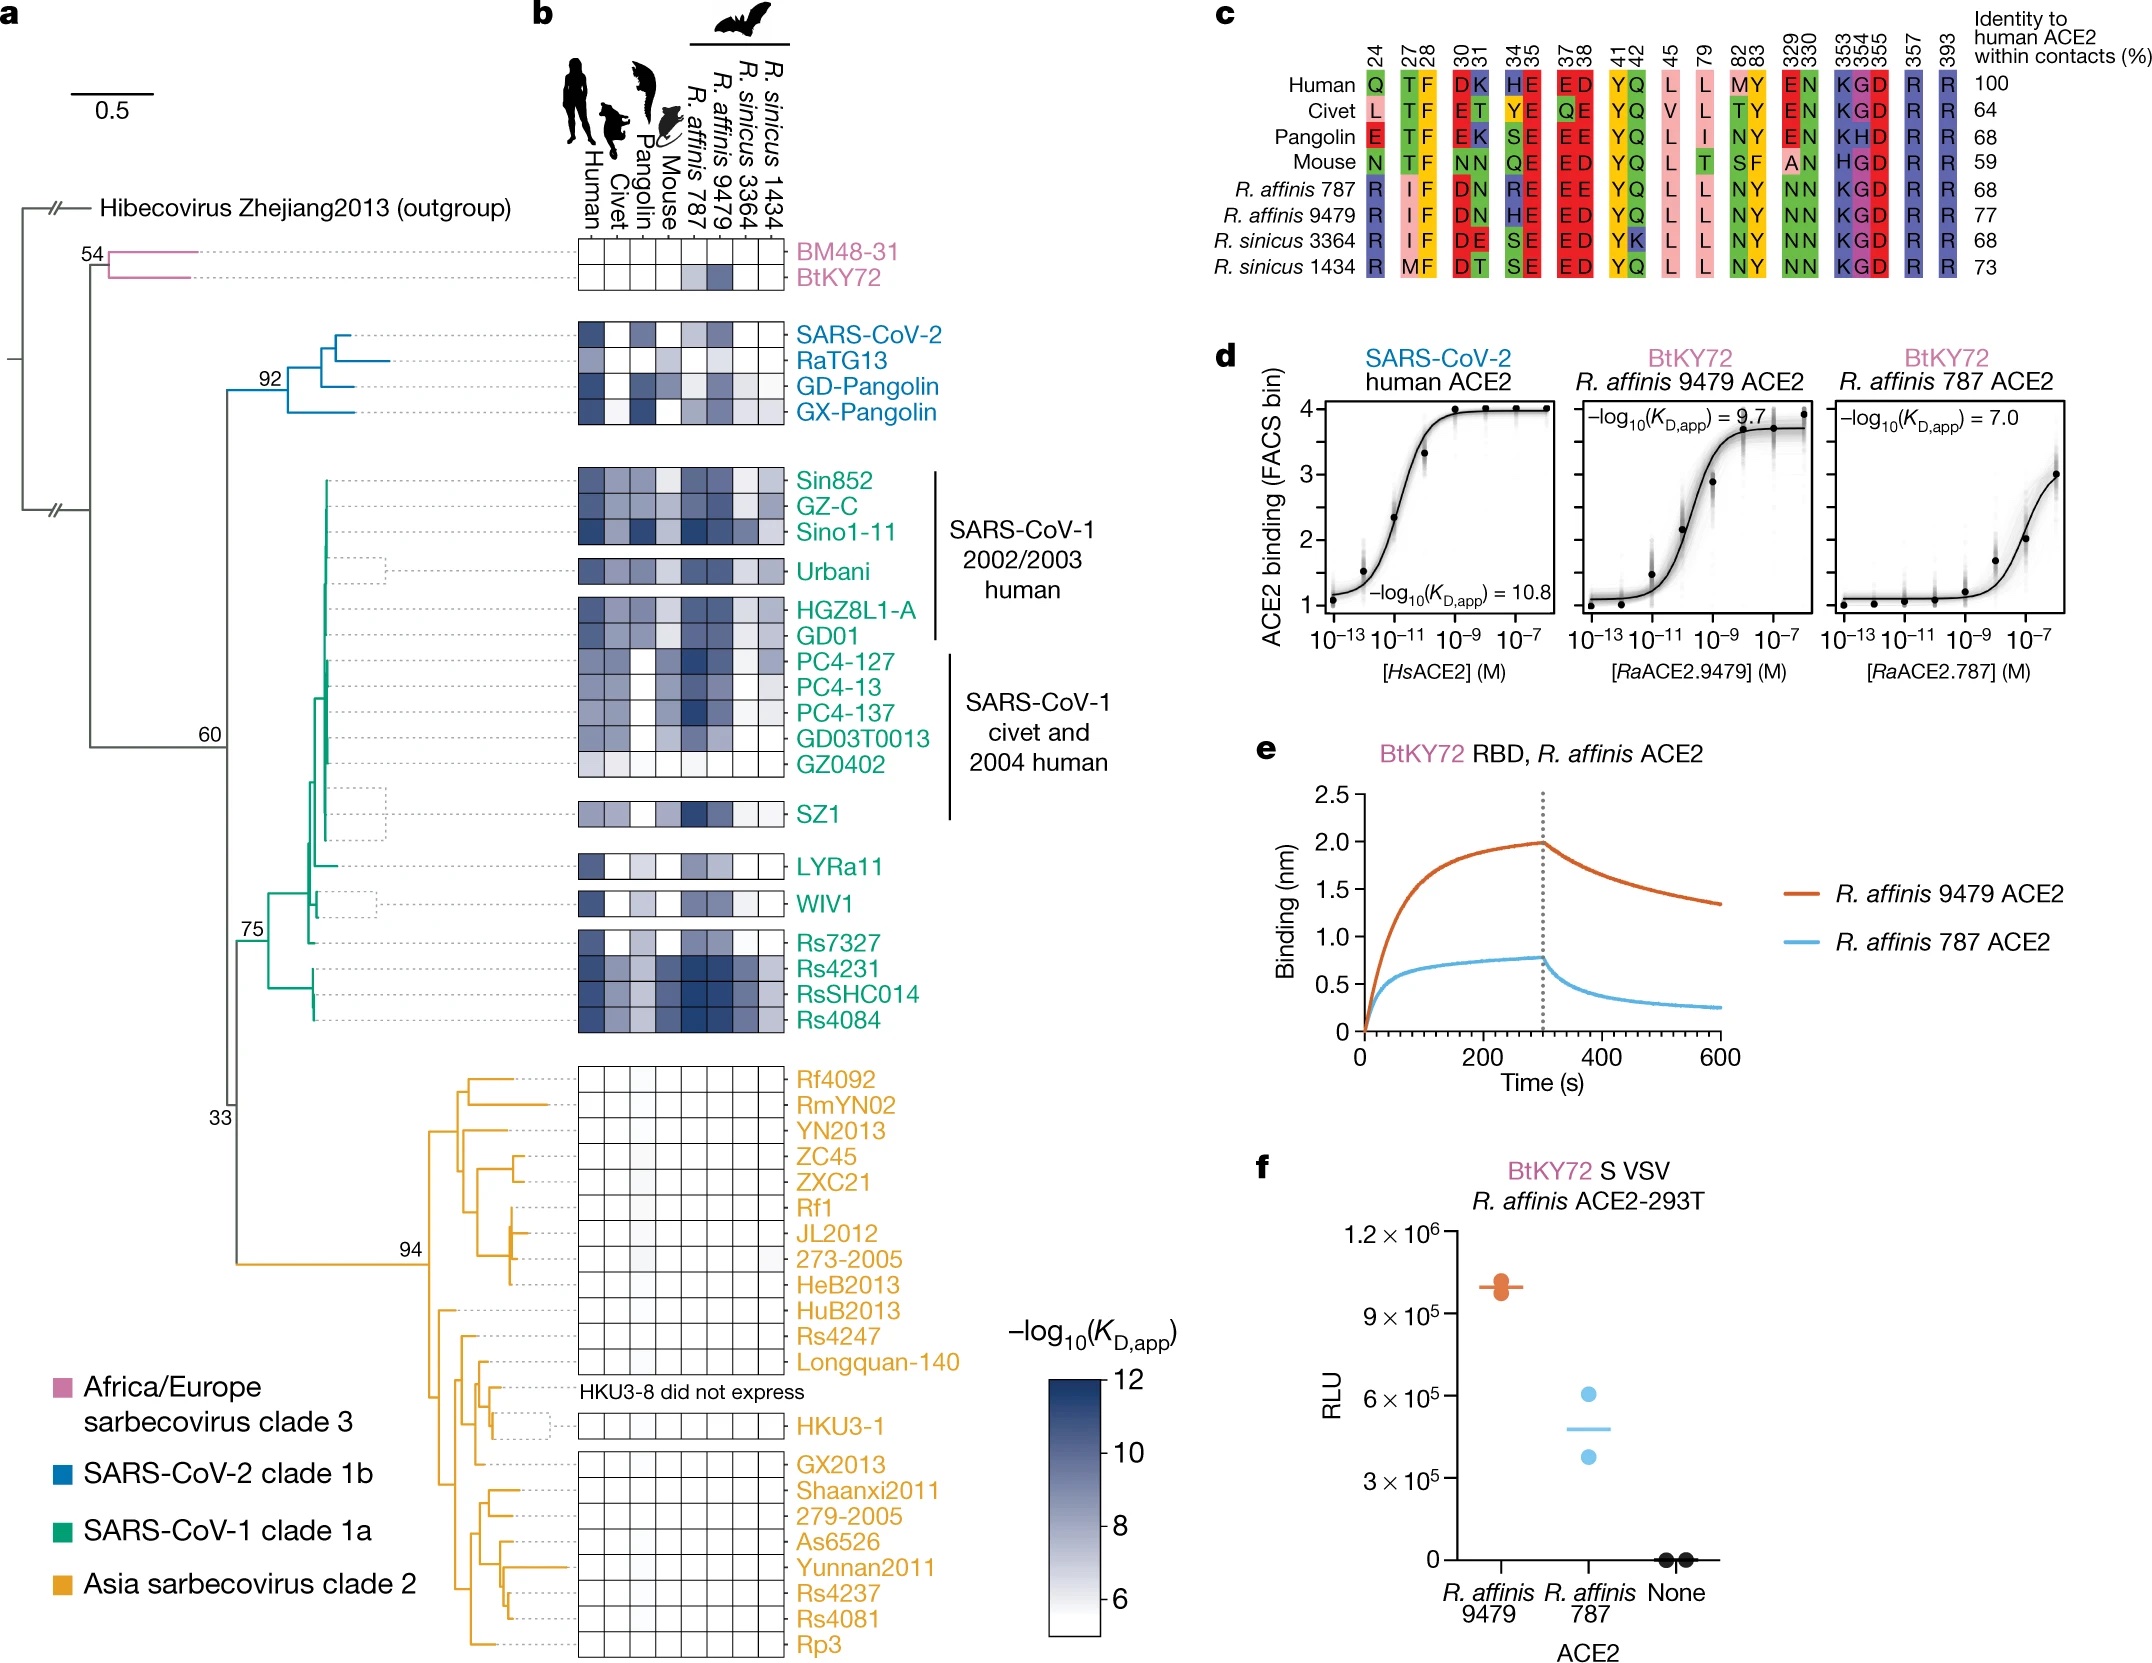 a
0.5
Hibecovirus Zhejiang2013 (outgroup)
54
92
60
75
33
94
Africa/Europe
sarbecovirus clade 3
SARS-CoV-2 clade 1b
SARS-CoV-1 clade 1a
Asia sarbecovirus clade 2
b
Human
Civet
Pangolin
Mouse
R. affinis 787
R. affinis 9479
R. sinicus 3364
R. sinicus 1434
BM48-31
BtKY72
SARS-CoV-2
RaTG13
GD-Pangolin
GX-Pangolin
Sin852
GZ-C
Sino1-11
Urbani
HGZ8L1-A
GD01
PC4-127
PC4-13
PC4-137
GD03T0013
GZ0402
SZ1
LYRa11
WIV1
Rs7327
Rs4231
RsSHC014
Rs4084
Rf4092
RmYN02
YN2013
ZC45
ZXC21
Rf1
JL2012
273-2005
HeB2013
HuB2013
Rs4247
Longquan-140
HKU3-8 did not express
HKU3-1
GX2013
Shaanxi2011
279-2005
As6526
Yunnan2011
Rs4237
Rs4081
Rp3
SARS-CoV-1
2002/2003
human
SARS-CoV-1
civet and
2004 human
–log10(KD,app)
12
10
8
6
c
24 27 28 30 31 34 35 37 38 41 42 45 79 82 83 329 330 353 354 355 357 393
Identity to
human ACE2
within contacts (%)
Human Q T F D K H E E D Y Q L L M Y E N K G D R R 100
Civet L T F E T Y E Q E Y Q V L T Y E N K G D R R 64
Pangolin E T F E K S E E E Y Q L I N Y E N K H D R R 68
Mouse N T F N N Q E E D Y Q L T S F A N H G D R R 59
R. affinis 787 R I F D N R E E E Y Q L L N Y N N K G D R R 68
R. affinis 9479 R I F D N H E E D Y Q L L N Y N N K G D R R 77
R. sinicus 3364 R I F D E S E E D Y K L L N Y N N K G D R R 68
R. sinicus 1434 R M F D T S E E D Y Q L L N Y N N K G D R R 73
d
SARS-CoV-2
human ACE2
BtKY72
R. affinis 9479 ACE2
BtKY72
R. affinis 787 ACE2
ACE2 binding (FACS bin)
4
3
2
1
–log10(KD,app) = 10.8
–log10(KD,app) = 9.7
–log10(KD,app) = 7.0
10–13 10–11 10–9 10–7
10–13 10–11 10–9 10–7
10–13 10–11 10–9 10–7
[HsACE2] (M)
[RaACE2.9479] (M)
[RaACE2.787] (M)
e
BtKY72 RBD, R. affinis ACE2
Binding (nm)
2.5
2.0
1.5
1.0
0.5
0
0 200 400 600
Time (s)
R. affinis 9479 ACE2
R. affinis 787 ACE2
f
BtKY72 S VSV
R. affinis ACE2-293T
RLU
1.2 × 10⁶
9 × 10⁵
6 × 10⁵
3 × 10⁵
0
R. affinis
9479
R. affinis
787
None
ACE2